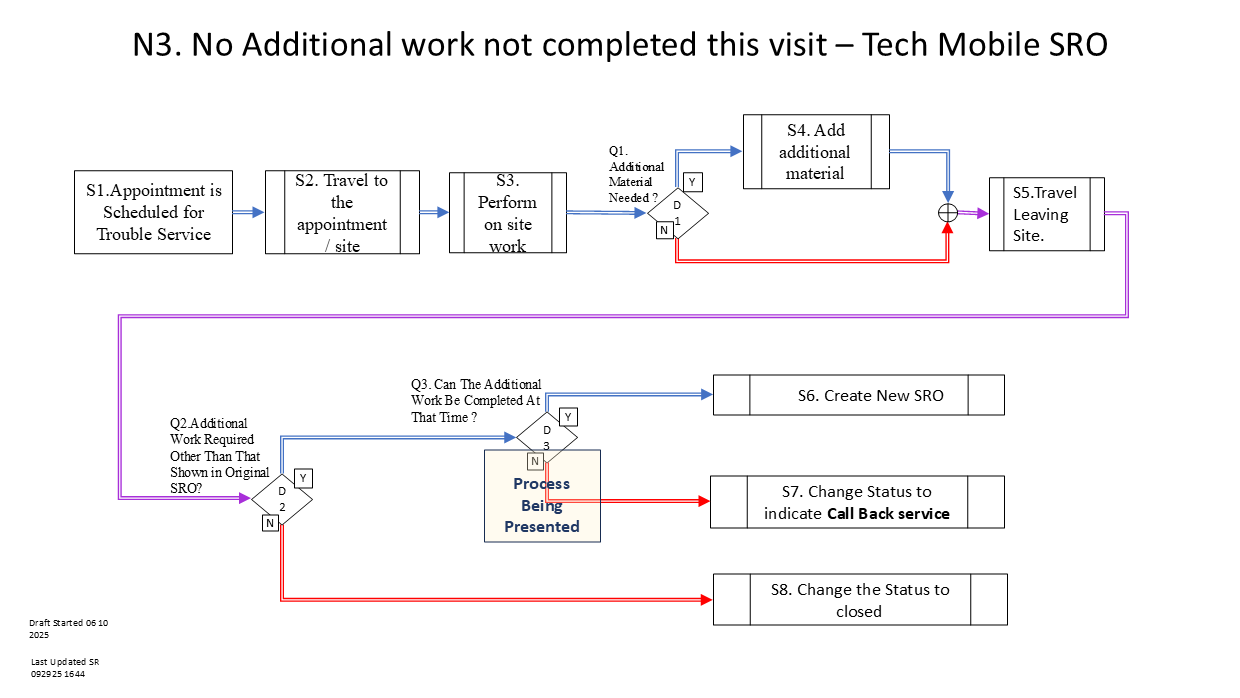 N3. No Additional work not completed this visit – Tech Mobile SRO
S1.Appointment is
Scheduled for
Trouble Service
S2. Travel to
the
appointment
/ site
S3.
Perform
on site
work
Q1.
Additional
Material
Needed ?
Y
D
1
N
S4. Add
additional
material
S5.Travel
Leaving
Site.
Q2.Additional
Work Required
Other Than That
Shown in Original
SRO?
Y
D
2
N
Q3. Can The Additional
Work Be Completed At
That Time ?
Y
D
3
N
Process
Being
Presented
S6. Create New SRO
S7. Change Status to
indicate Call Back service
S8. Change the Status to
closed
Draft Started 06 10
2025
Last Updated SR
092925 1644